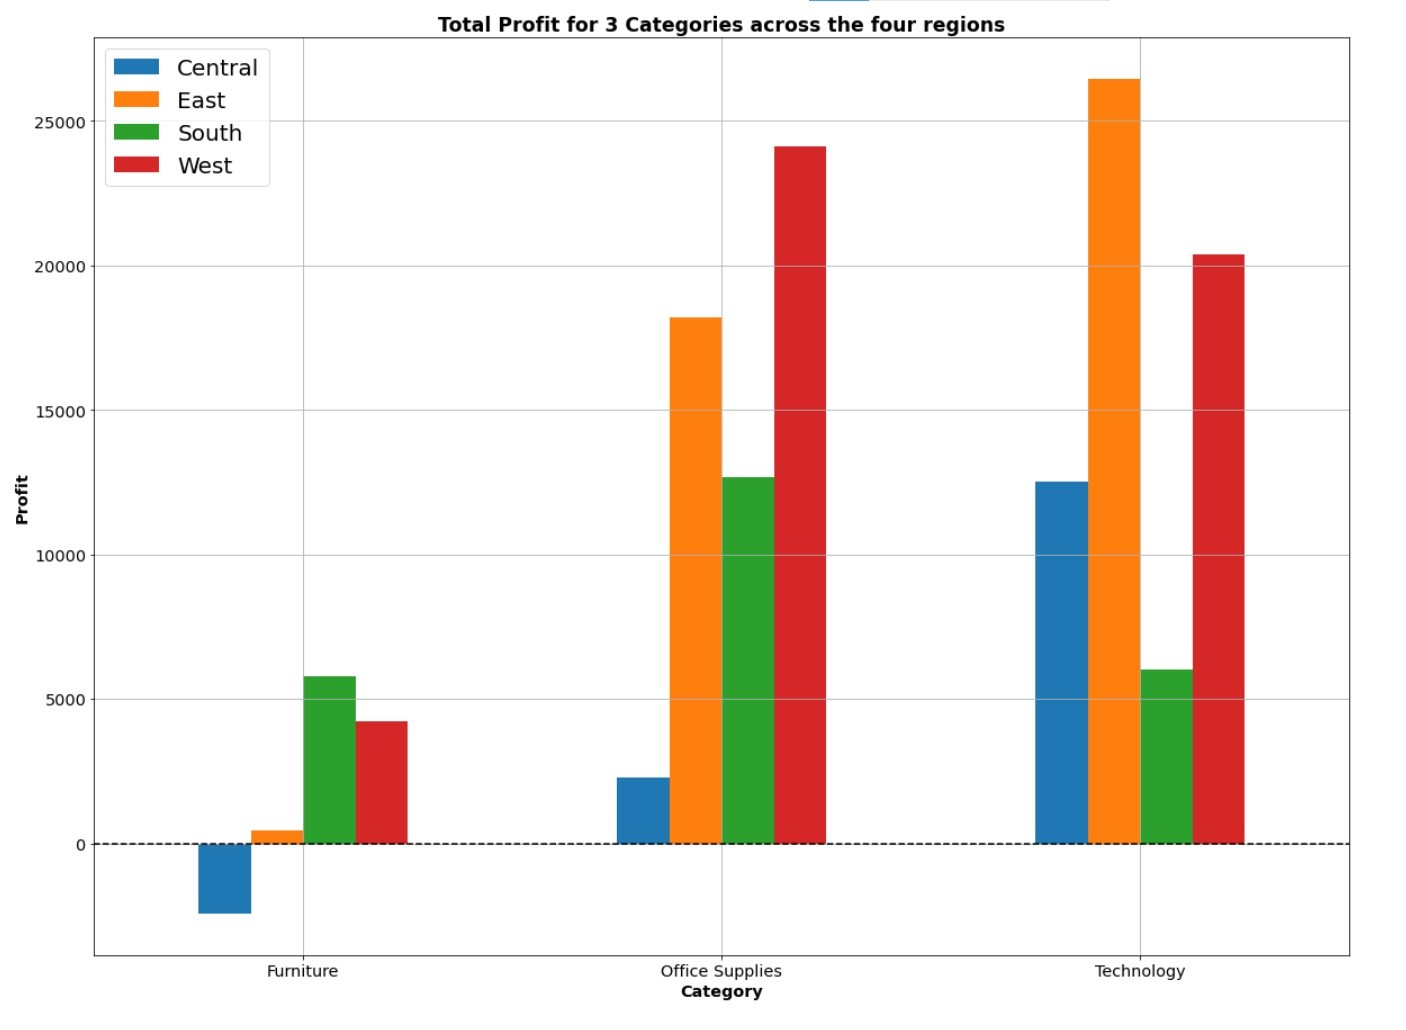 Total Profit for 3 Categories across the four regions
Central
East
South
West
25000
20000
15000
10000
5000
0
Profit
Furniture
Office Supplies
Technology
Category